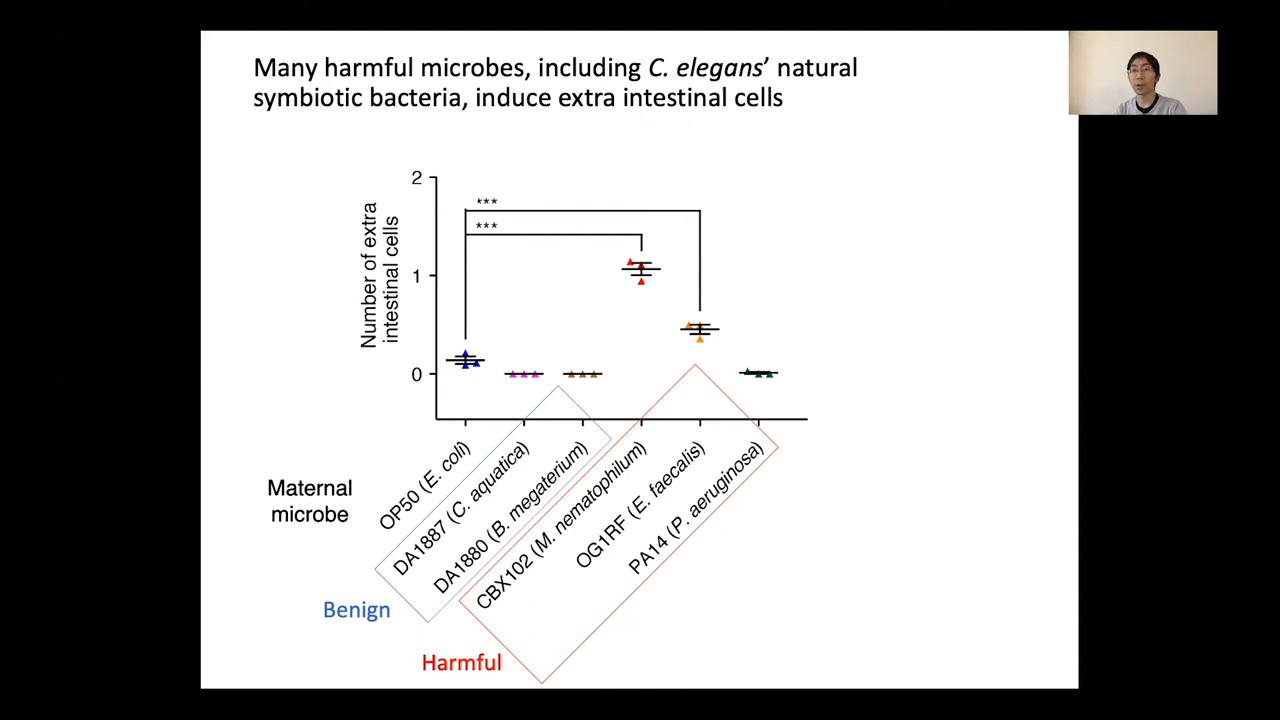 Many harmful microbes, including C. elegans’ natural
symbiotic bacteria, induce extra intestinal cells
Number of extra
intestinal cells
2
1
0
***
***
Maternal
microbe
OP50 (E. coli)
DA1887 (C. aquatica)
DA1880 (B. megaterium)
CBX102 (M. nematophilum)
OG1RF (E. faecalis)
PA14 (P. aeruginosa)
Benign
Harmful